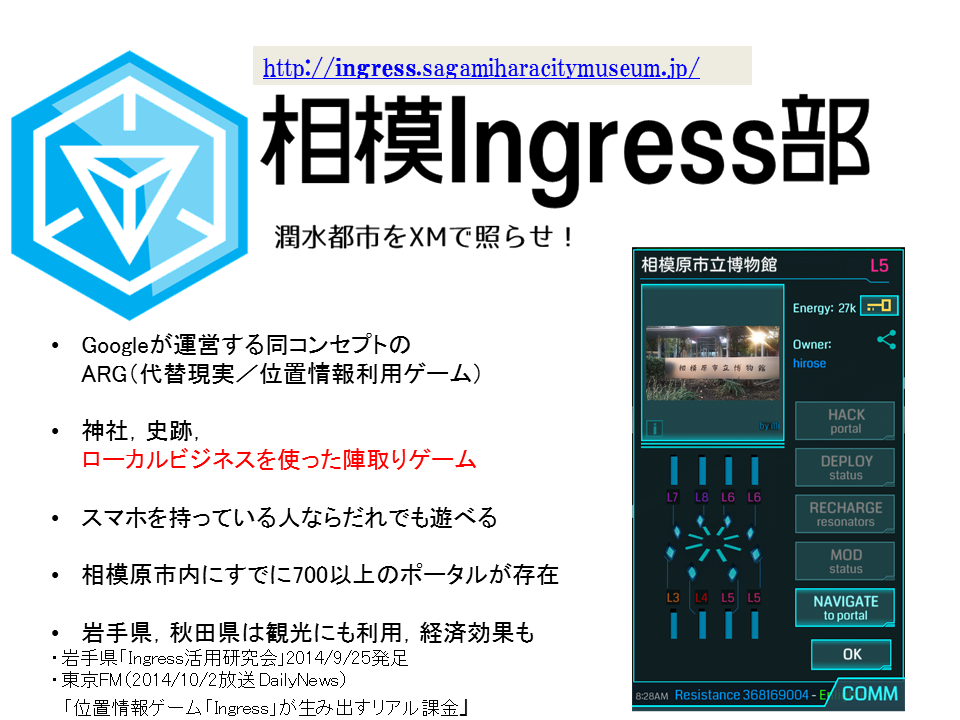 http://ingress.sagamiharacitymuseum.jp/
相模Ingress部
潤水都市をXMで照らせ！
• Googleが運営する同コンセプトの
ARG（代替現実／位置情報利用ゲーム）
• 神社，史跡，
ローカルビジネスを使った陣取りゲーム
• スマホを持っている人ならだれでも遊べる
• 相模原市内にすでに700以上のポータルが存在
• 岩手県，秋田県は観光にも利用，経済効果も
・岩手県「Ingress活用研究会」2014/9/25発足
・東京FM（2014/10/2放送 DailyNews）
「位置情報ゲーム「Ingress」が生み出すリアル課金」
相模原市立博物館 L5
相模原市立博物館
i
Energy: 27k
Owner:
hirose
HACK
portal
DEPLOY
status
RECHARGE
resonators
MOD
status
NAVIGATE
to portal
OK
L7 L8 L6 L6
L3 L4 L5 L5
8:28AM Resistance 368169004 -
COMM